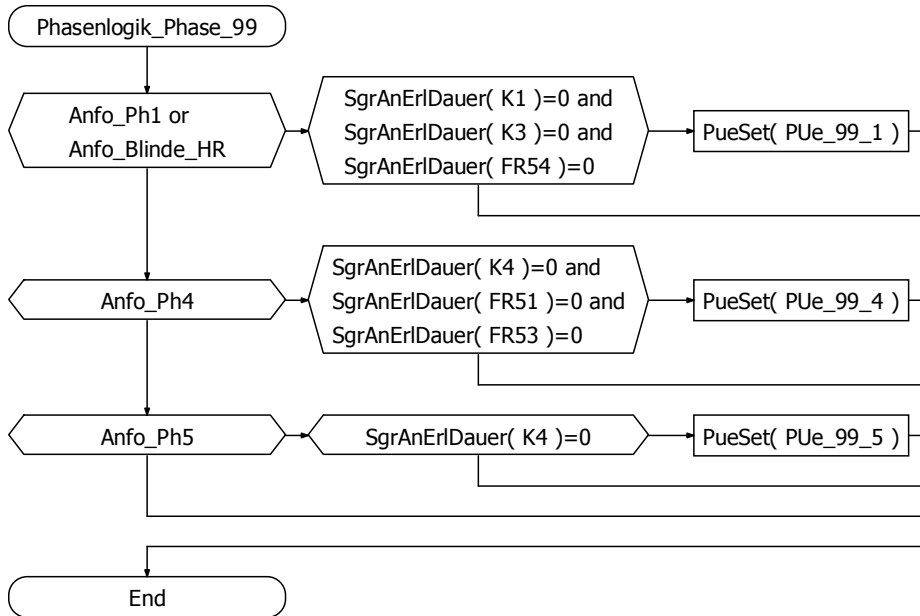 Phasenlogik_Phase_99
Anfo_Ph1 or
Anfo_Blinde_HR
SgrAnErlDauer( K1 )=0 and
SgrAnErlDauer( K3 )=0 and
SgrAnErlDauer( FR54 )=0
PueSet( PUe_99_1 )
Anfo_Ph4
SgrAnErlDauer( K4 )=0 and
SgrAnErlDauer( FR51 )=0 and
SgrAnErlDauer( FR53 )=0
PueSet( PUe_99_4 )
Anfo_Ph5
SgrAnErlDauer( K4 )=0
PueSet( PUe_99_5 )
End